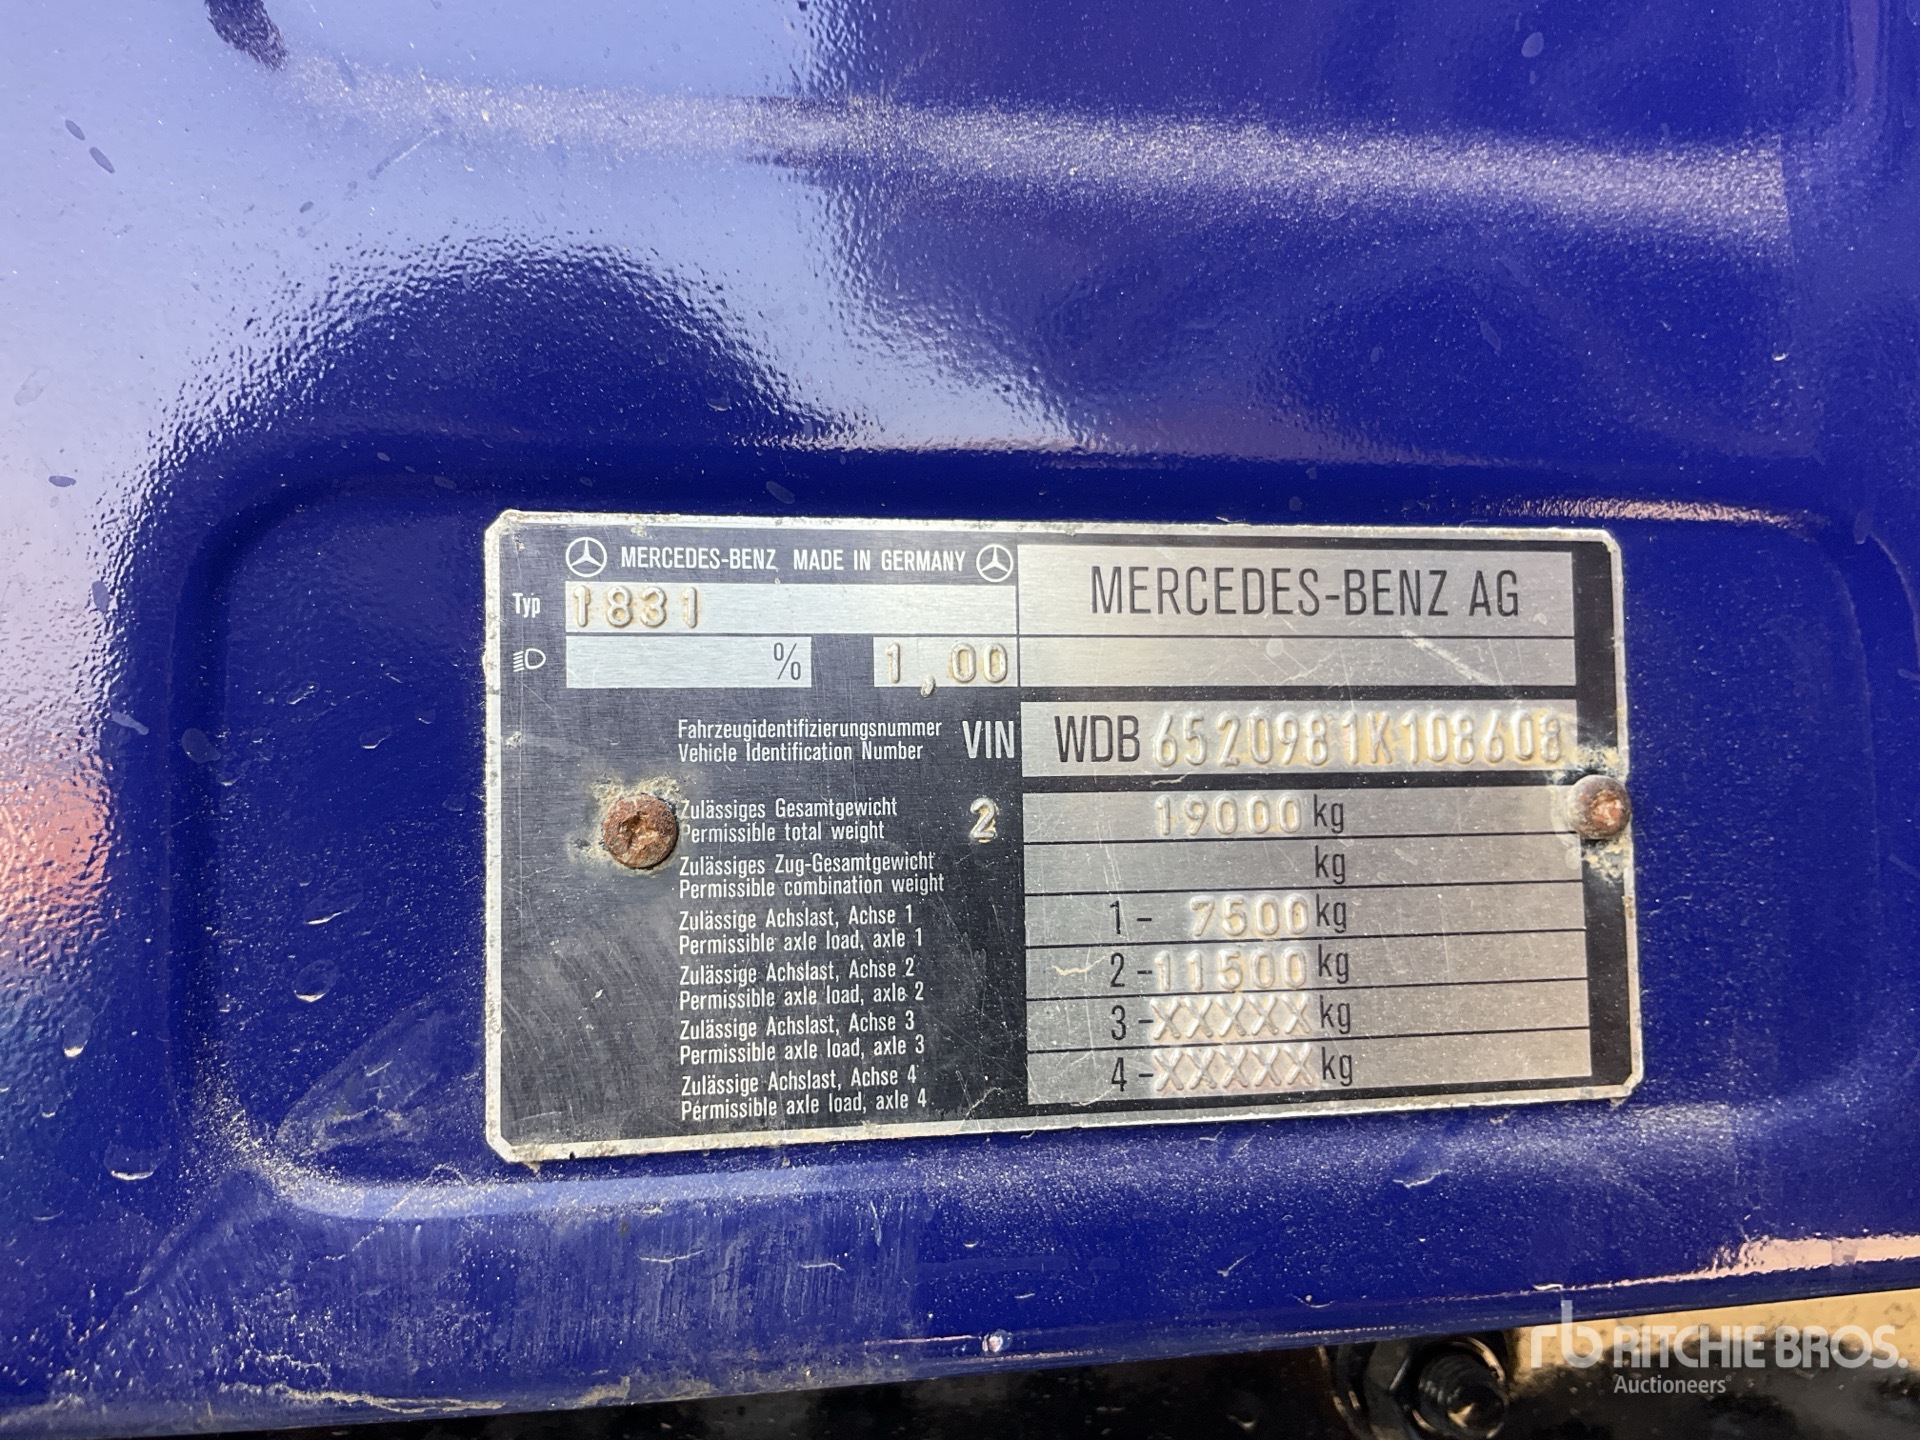 MERCEDES-BENZ MADE IN GERMANY
MERCEDES-BENZ AG
Typ 1831
% 1,00
Fahrzeugidentifizierungsnummer
Vehicle Identification Number
VIN WDB 6520981K108608
Zulässiges Gesamtgewicht
Permissible total weight
2 19000 kg
Zulässiges Zug-Gesamtgewicht
Permissible combination weight
kg
Zulässige Achslast, Achse 1
Permissible axle load, axle 1
1 - 7500 kg
Zulässige Achslast, Achse 2
Permissible axle load, axle 2
2 - 11500 kg
Zulässige Achslast, Achse 3
Permissible axle load, axle 3
3 - XXXXX kg
Zulässige Achslast, Achse 4
Permissible axle load, axle 4
4 - XXXXX kg
rb RITCHIE BROS.
Auctioneers